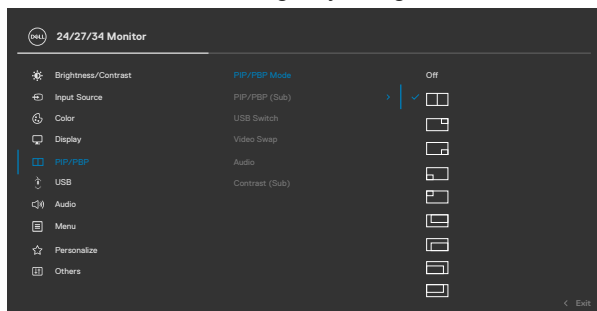 DELL
24/27/34 Monitor
Brightness/Contrast
Input Source
Color
Display
PIP/PBP
USB
Audio
Menu
Personalize
Others
PIP/PBP Mode
PIP/PBP (Sub)
USB Switch
Video Swap
Audio
Contrast (Sub)
Off
Exit